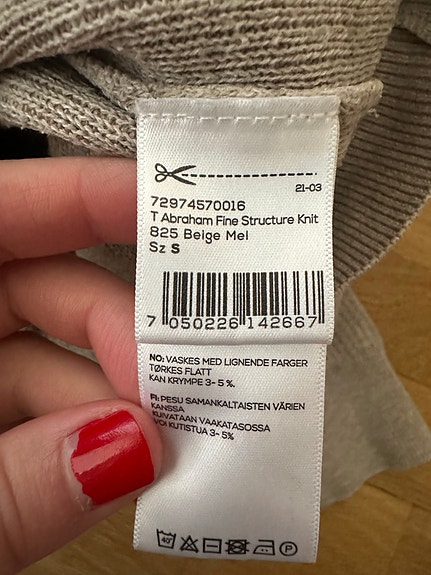 21-03
72974570016
T Abraham Fine Structure Knit
825 Beige Mel
Sz S
7 050226 142667
NO: VASKES MED LIGNENDE FARGER
TØRKES FLATT
KAN KRYMPE 3- 5 %.
FI: PESU SAMANKALTAISTEN VÄRIEN
KANSSA
KUIVATAAN VAAKATASOSSA
VOI KUTISTUA 3- 5%
40°
P